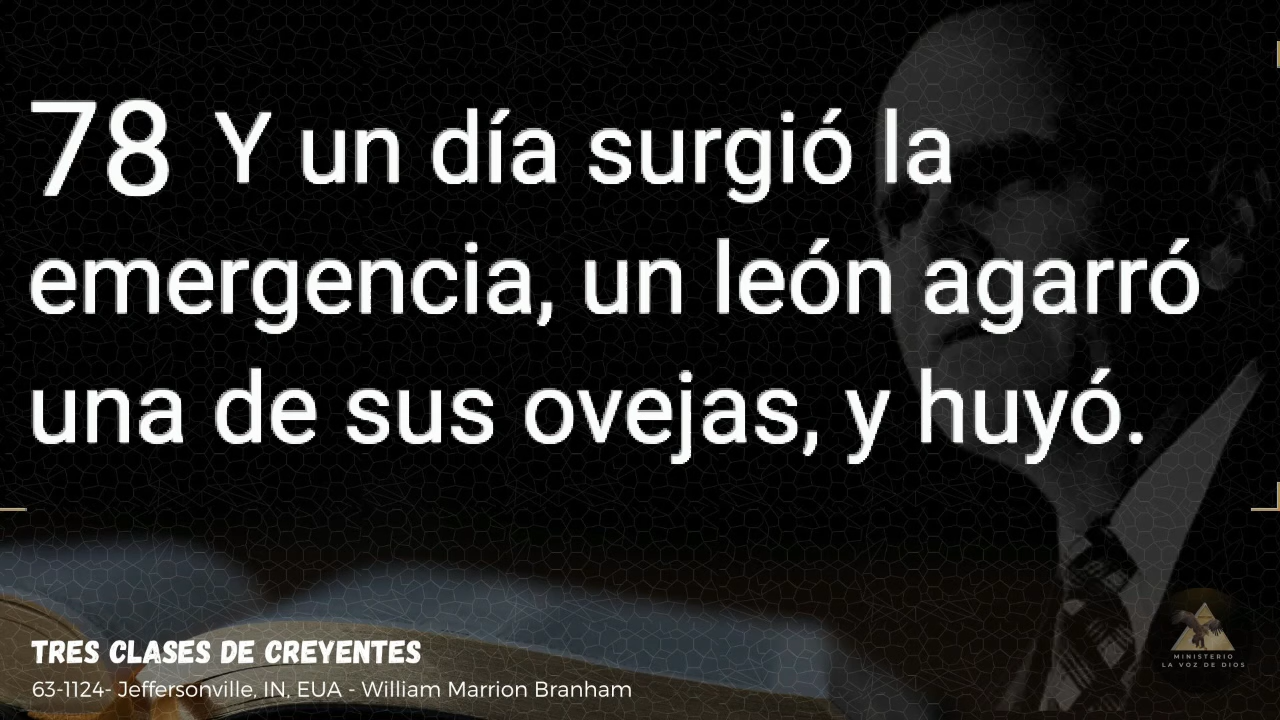 78 Y un día surgió la
emergencia, un león agarró
una de sus ovejas, y huyó.
TRES CLASES DE CREYENTES
63-1124- Jeffersonville, IN, EUA - William Marrion Branham
MINISTERIO
LA VOZ DE DIOS